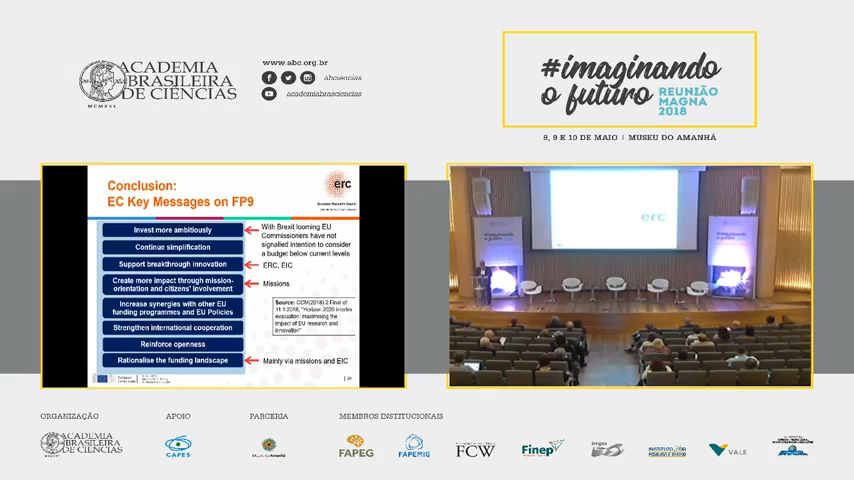 ACADEMIA
BRASILEIRA
DE CIÊNCIAS
MCMXVI
www.abc.org.br
abciencias
academiabrasciencias
#imaginando
o futuro
REUNIÃO
MAGNA
2018
8, 9 E 10 DE MAIO | MUSEU DO AMANHÃ
Conclusion:
EC Key Messages on FP9
erc
European Research Council
Invest more ambitiously
With Brexit looming EU
Commissioners have not
signalled intention to consider
a budget below current levels
Continue simplification
Support breakthrough innovation
ERC, EIC
Create more impact through mission-
orientation and citizens' involvement
Missions
Increase synergies with other EU
funding programmes and EU Policies
Source: COM(2018) 2 Final of
11.1.2018, "Horizon 2020 interim
evaluation: maximising the
impact of EU research and
innovation"
Strengthen international cooperation
Reinforce openness
Rationalise the funding landscape
Mainly via missions and EIC
erc
ORGANIZAÇÃO
APOIO
PARCERIA
MEMBROS INSTITUCIONAIS
ACADEMIA
BRASILEIRA
DE CIÊNCIAS
CAPES
Museu do Amanhã
FAPEG
FAPEMIG
FCW
Finep
VALE